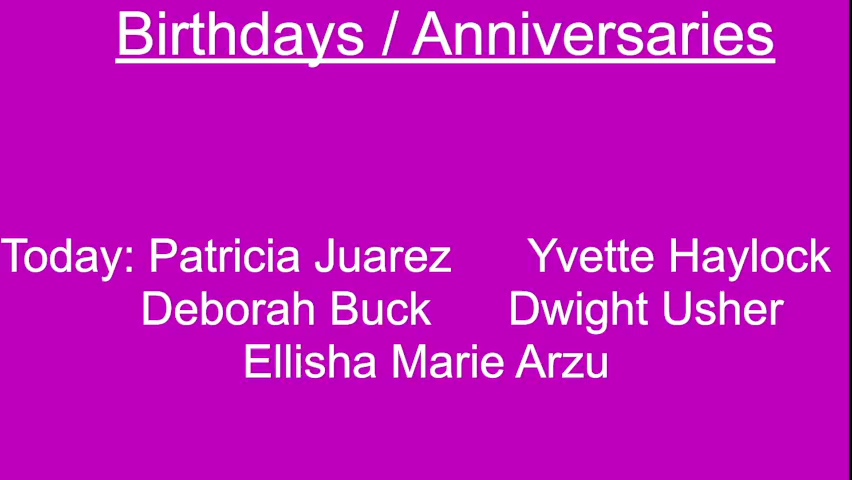 Birthdays / Anniversaries
Today: Patricia Juarez Yvette Haylock
Deborah Buck Dwight Usher
Ellisha Marie Arzu